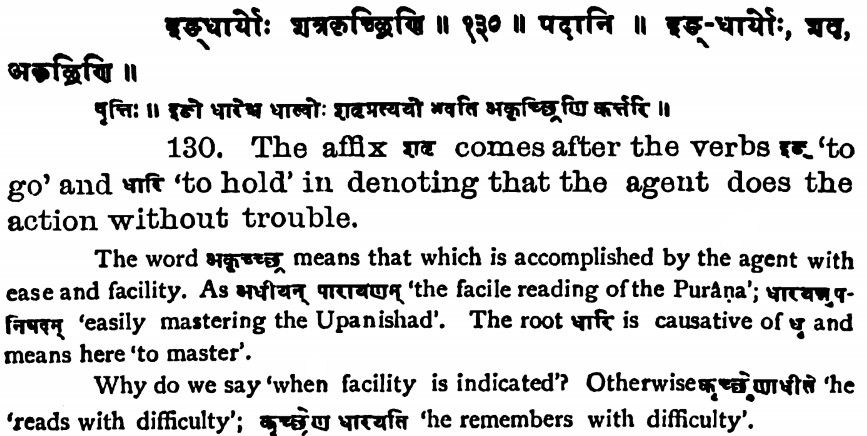 इङ्धार्योः शत्रकृच्छ्रिणि ॥ १३० ॥ पदानि ॥ इङ्-धार्योः, शतृ,
अकृच्छ्रिणि ॥
वृत्तिः ॥ इङो धारेश्च धात्वोः शतृप्रत्ययो भवति अकृच्छ्रिणि कर्त्तरि ॥
130. The affix शतृ comes after the verbs इङ् 'to
go' and धारि 'to hold' in denoting that the agent does the
action without trouble.
The word अकृच्छ्र means that which is accomplished by the agent with
ease and facility. As अधीयन् पारायणम् 'the facile reading of the Purâṇa'; धारयन्नुप-
निषदम् 'easily mastering the Upanishad'. The root धारि is causative of धृ and
means here 'to master'.
Why do we say 'when facility is indicated'? Otherwise कृच्छ्रेणाधीते 'he
'reads with difficulty'; कृच्छ्रेण धारयति 'he remembers with difficulty'.